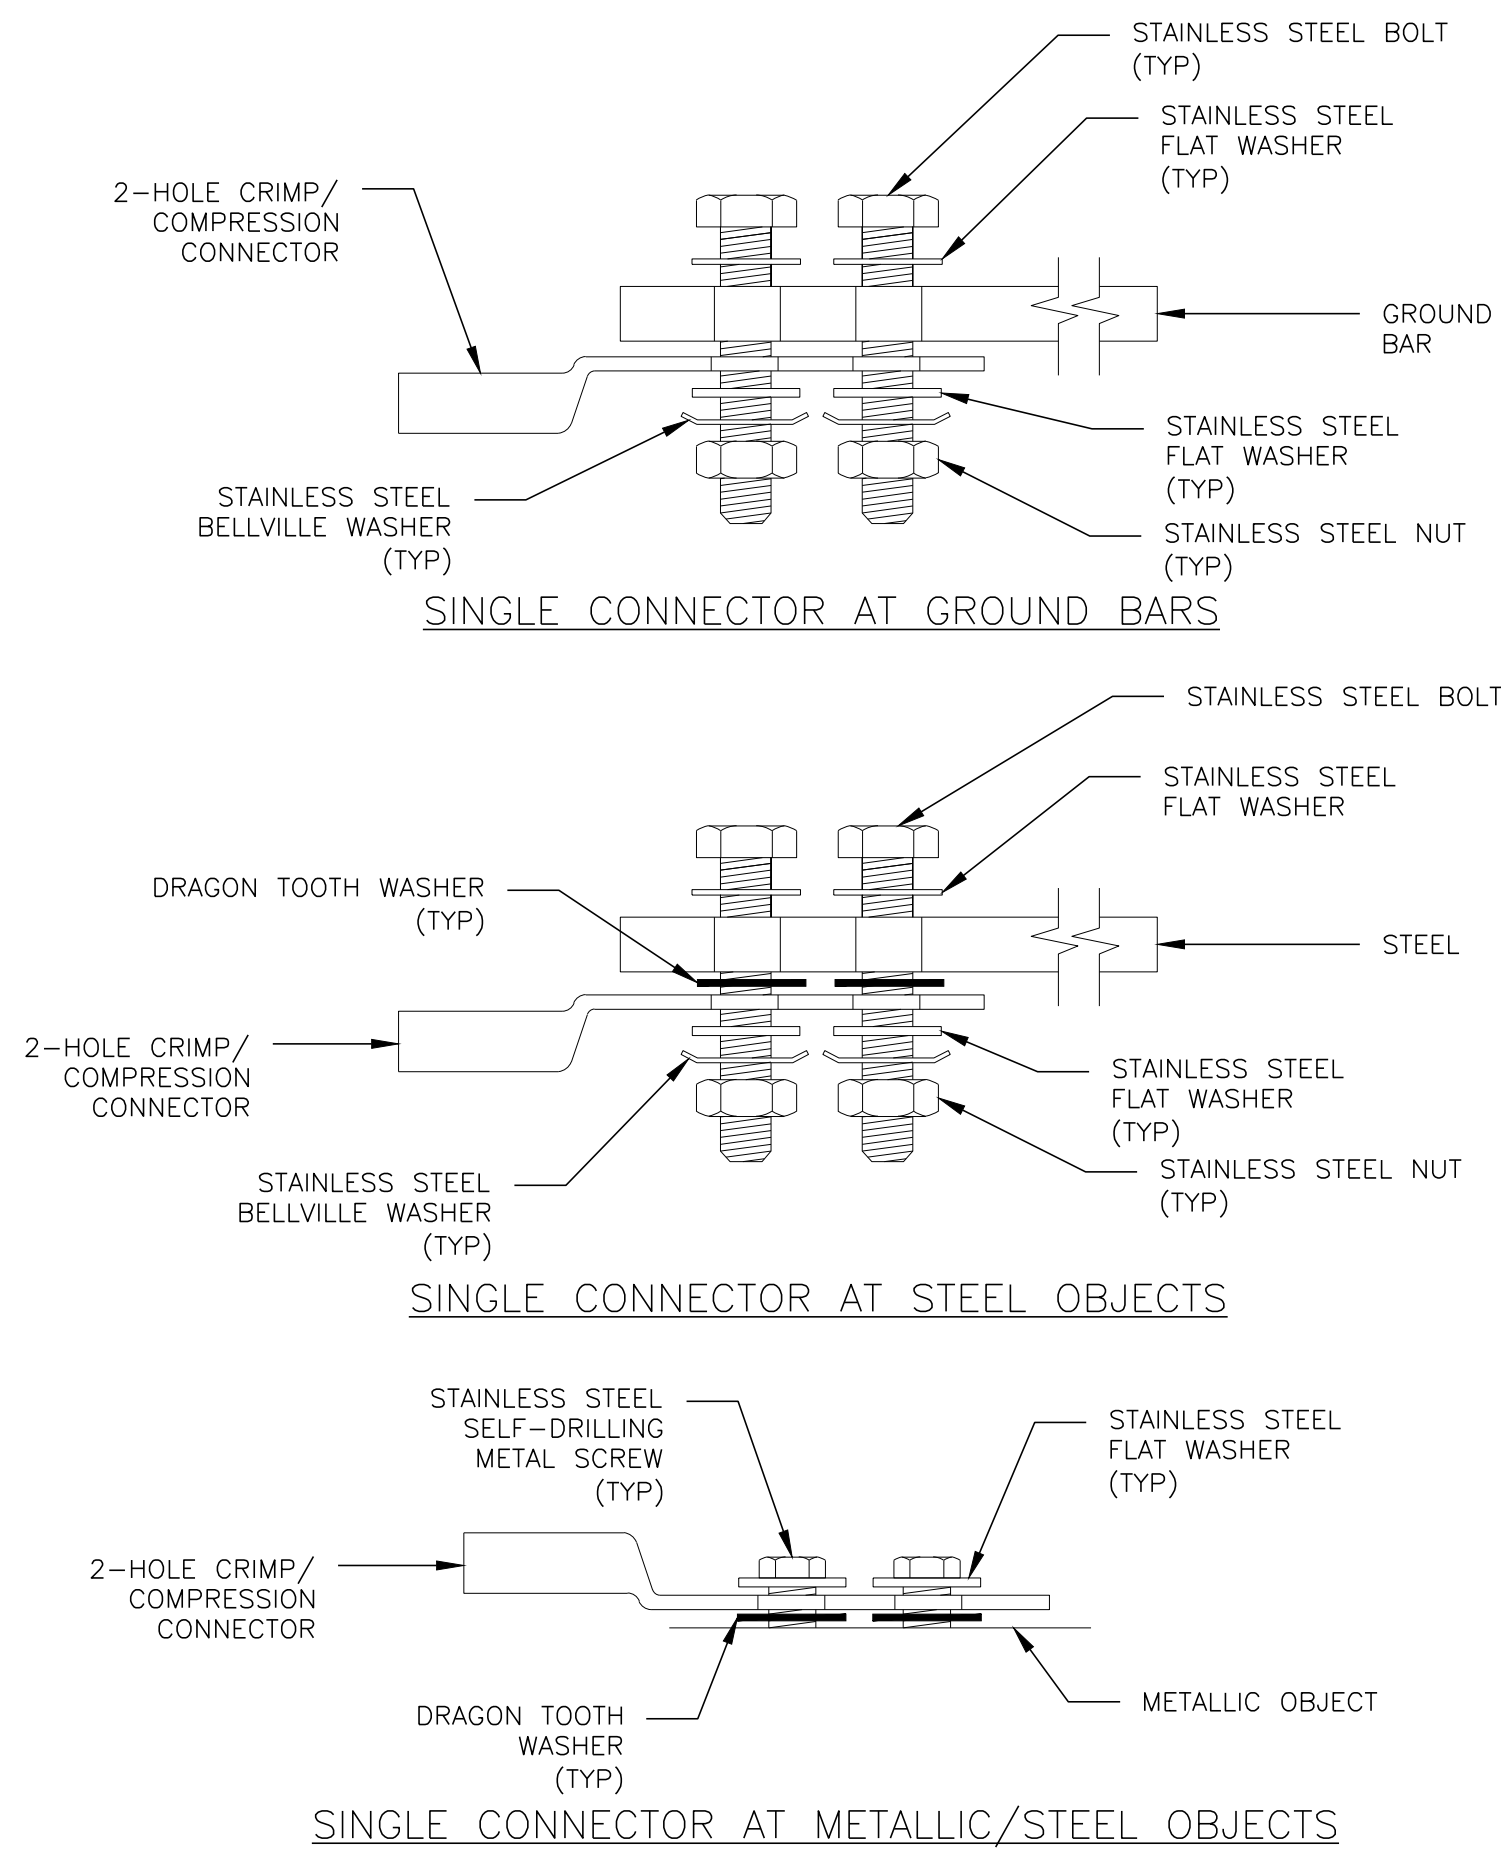 STAINLESS STEEL BOLT
(TYP)
STAINLESS STEEL
FLAT WASHER
(TYP)
2-HOLE CRIMP/
COMPRESSION
CONNECTOR
GROUND
BAR
STAINLESS STEEL
FLAT WASHER
(TYP)
STAINLESS STEEL
BELLVILLE WASHER
(TYP)
STAINLESS STEEL NUT
(TYP)
SINGLE CONNECTOR AT GROUND BARS
STAINLESS STEEL BOLT
STAINLESS STEEL
FLAT WASHER
DRAGON TOOTH WASHER
(TYP)
STEEL
2-HOLE CRIMP/
COMPRESSION
CONNECTOR
STAINLESS STEEL
FLAT WASHER
(TYP)
STAINLESS STEEL NUT
(TYP)
STAINLESS STEEL
BELLVILLE WASHER
(TYP)
SINGLE CONNECTOR AT STEEL OBJECTS
STAINLESS STEEL
SELF-DRILLING
METAL SCREW
(TYP)
STAINLESS STEEL
FLAT WASHER
(TYP)
2-HOLE CRIMP/
COMPRESSION
CONNECTOR
METALLIC OBJECT
DRAGON TOOTH
WASHER
(TYP)
SINGLE CONNECTOR AT METALLIC/STEEL OBJECTS